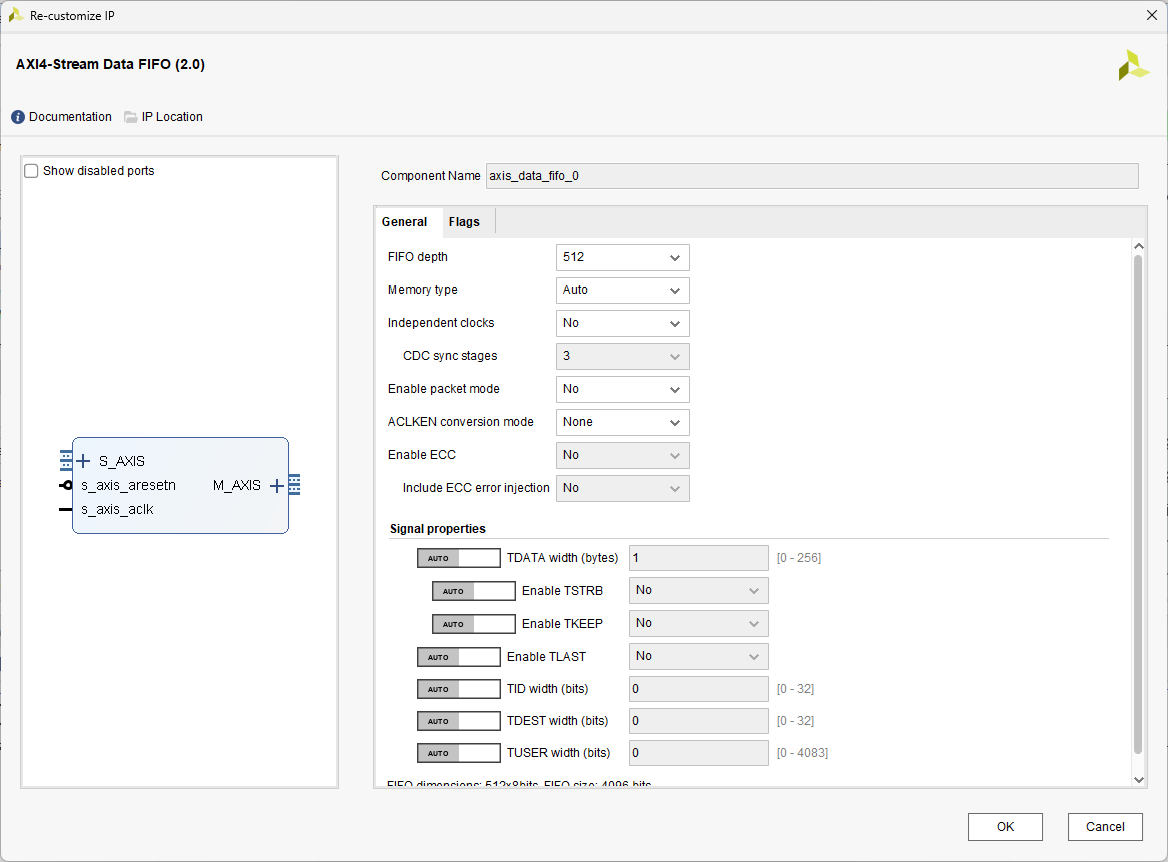 Re-customize IP
AXI4-Stream Data FIFO (2.0)
Documentation IP Location
Show disabled ports
S_AXIS
s_axis_aresetn M_AXIS
s_axis_aclk
Component Name axis_data_fifo_0
General Flags
FIFO depth 512
Memory type Auto
Independent clocks No
CDC sync stages 3
Enable packet mode No
ACLKEN conversion mode None
Enable ECC No
Include ECC error injection No
Signal properties
AUTO TDATA width (bytes) 1 [0 - 256]
AUTO Enable TSTRB No
AUTO Enable TKEEP No
AUTO Enable TLAST No
AUTO TID width (bits) 0 [0 - 32]
AUTO TDEST width (bits) 0 [0 - 32]
AUTO TUSER width (bits) 0 [0 - 4083]
FIFO dimensions: 512x8bits, FIFO size: 4096 bits
OK Cancel